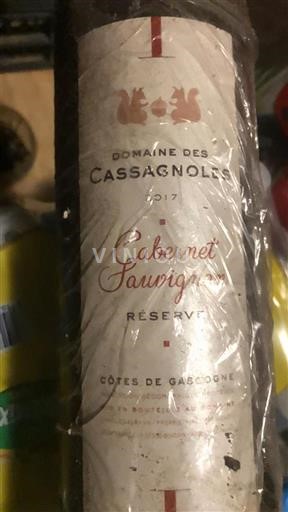 DOMAINE DES
CASSAGNOLES
2017
Cabernet
Sauvignon
RÉSERVE
CÔTES DE GASCOGNE